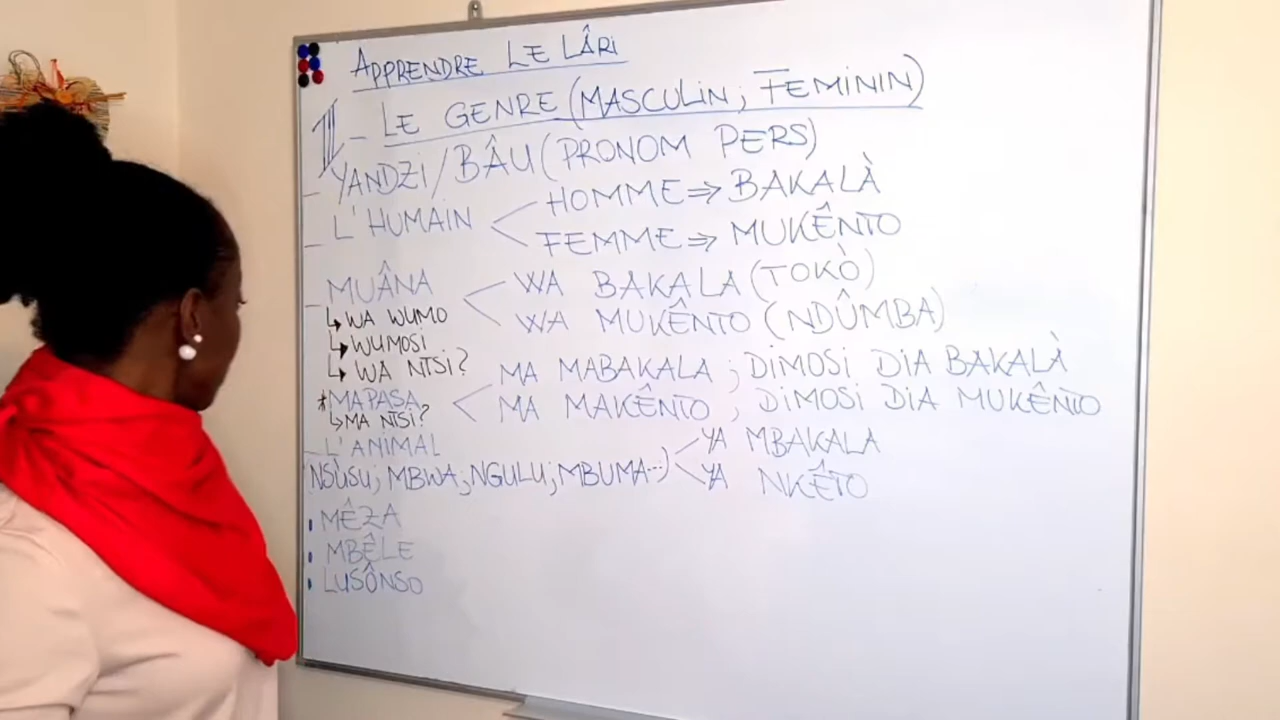 APPRENDRE LE LÂRI
III - LE GENRE (MASCULIN ; FEMININ)
- YANDZI / BÂU (PRONOM PERS)
- L'HUMAIN < HOMME ⇒ BAKALÀ
FEMME ⇒ MUKÊNTO
- MUÂNA < WA BAKALA (TOKÒ)
WA MUKÊNTO (NDÛMBA)
↳ WA WUMO
↳ WUMOSI
↳ WA NTSI?
* MAPASA < MA MABAKALA ; DIMOSI DIA BAKALÀ
MA MAKÊNTO ; DIMOSI DIA MUKÊNTO
↳ MA NTSI?
- L'ANIMAL
(NSÙSU ; MBWA ; NGULU ; MBUMA...) < YA MBAKALA
YA NKÊTO
• MÊZA
• MBÊLE
• LUSÔNSO